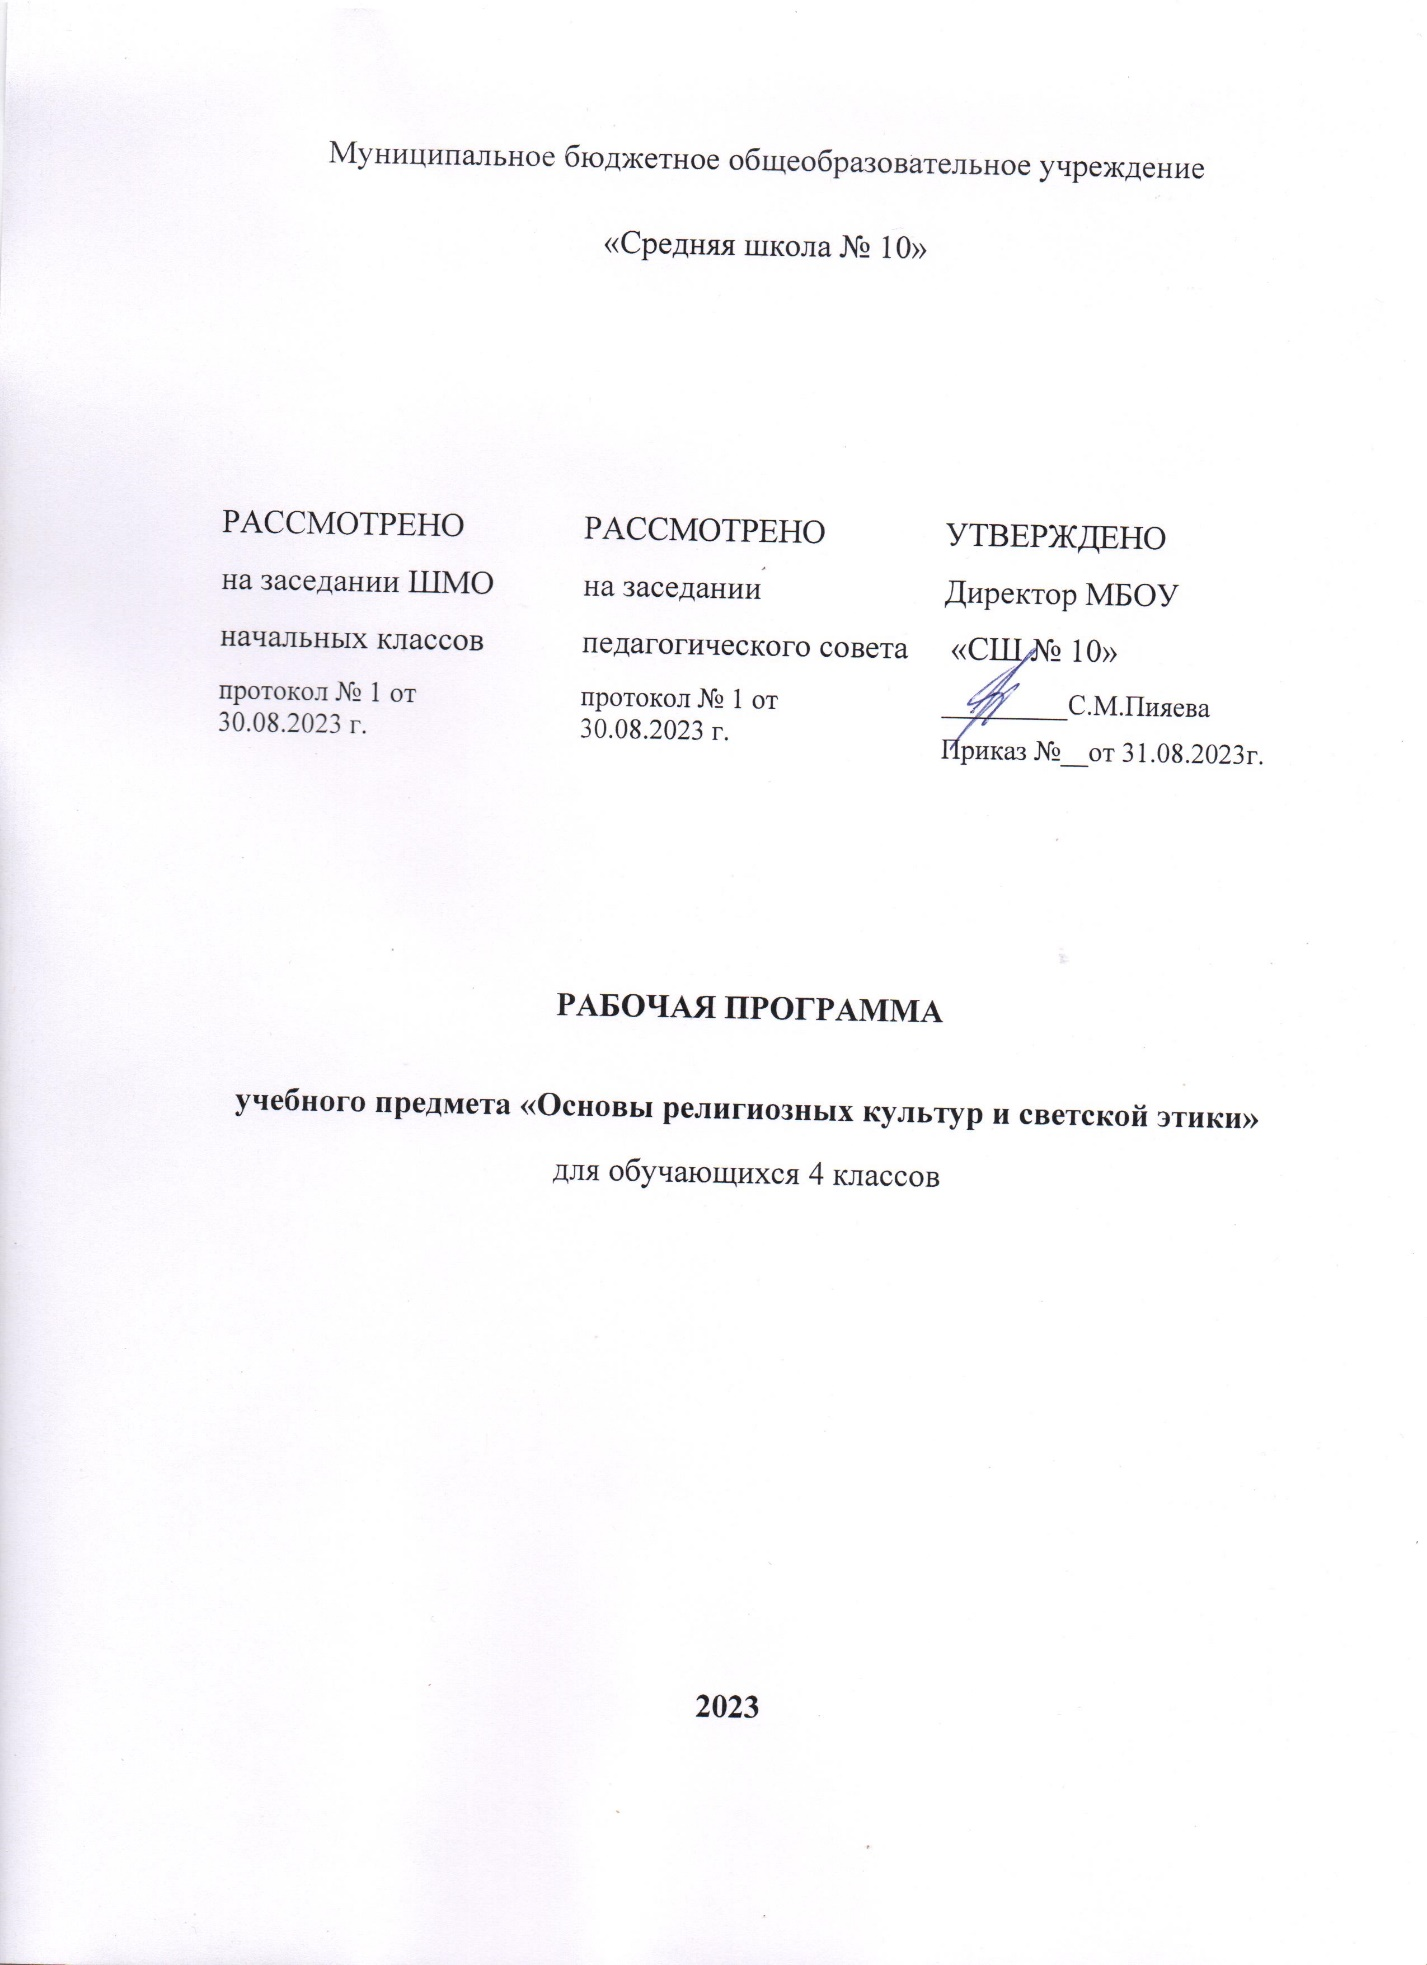 Муниципальное бюджетное общеобразовательное учреждение
«Средняя школа № 10»
РАССМОТРЕНО
на заседании ШМО
начальных классов
протокол № 1 от
30.08.2023 г.
РАССМОТРЕНО
на заседании
педагогического совета
протокол № 1 от
30.08.2023 г.
УТВЕРЖДЕНО
Директор МБОУ
«СШ № 10»
_________С.М.Пияева
Приказ №__от 31.08.2023г.
РАБОЧАЯ ПРОГРАММА
учебного предмета «Основы религиозных культур и светской этики»
для обучающихся 4 классов
2023